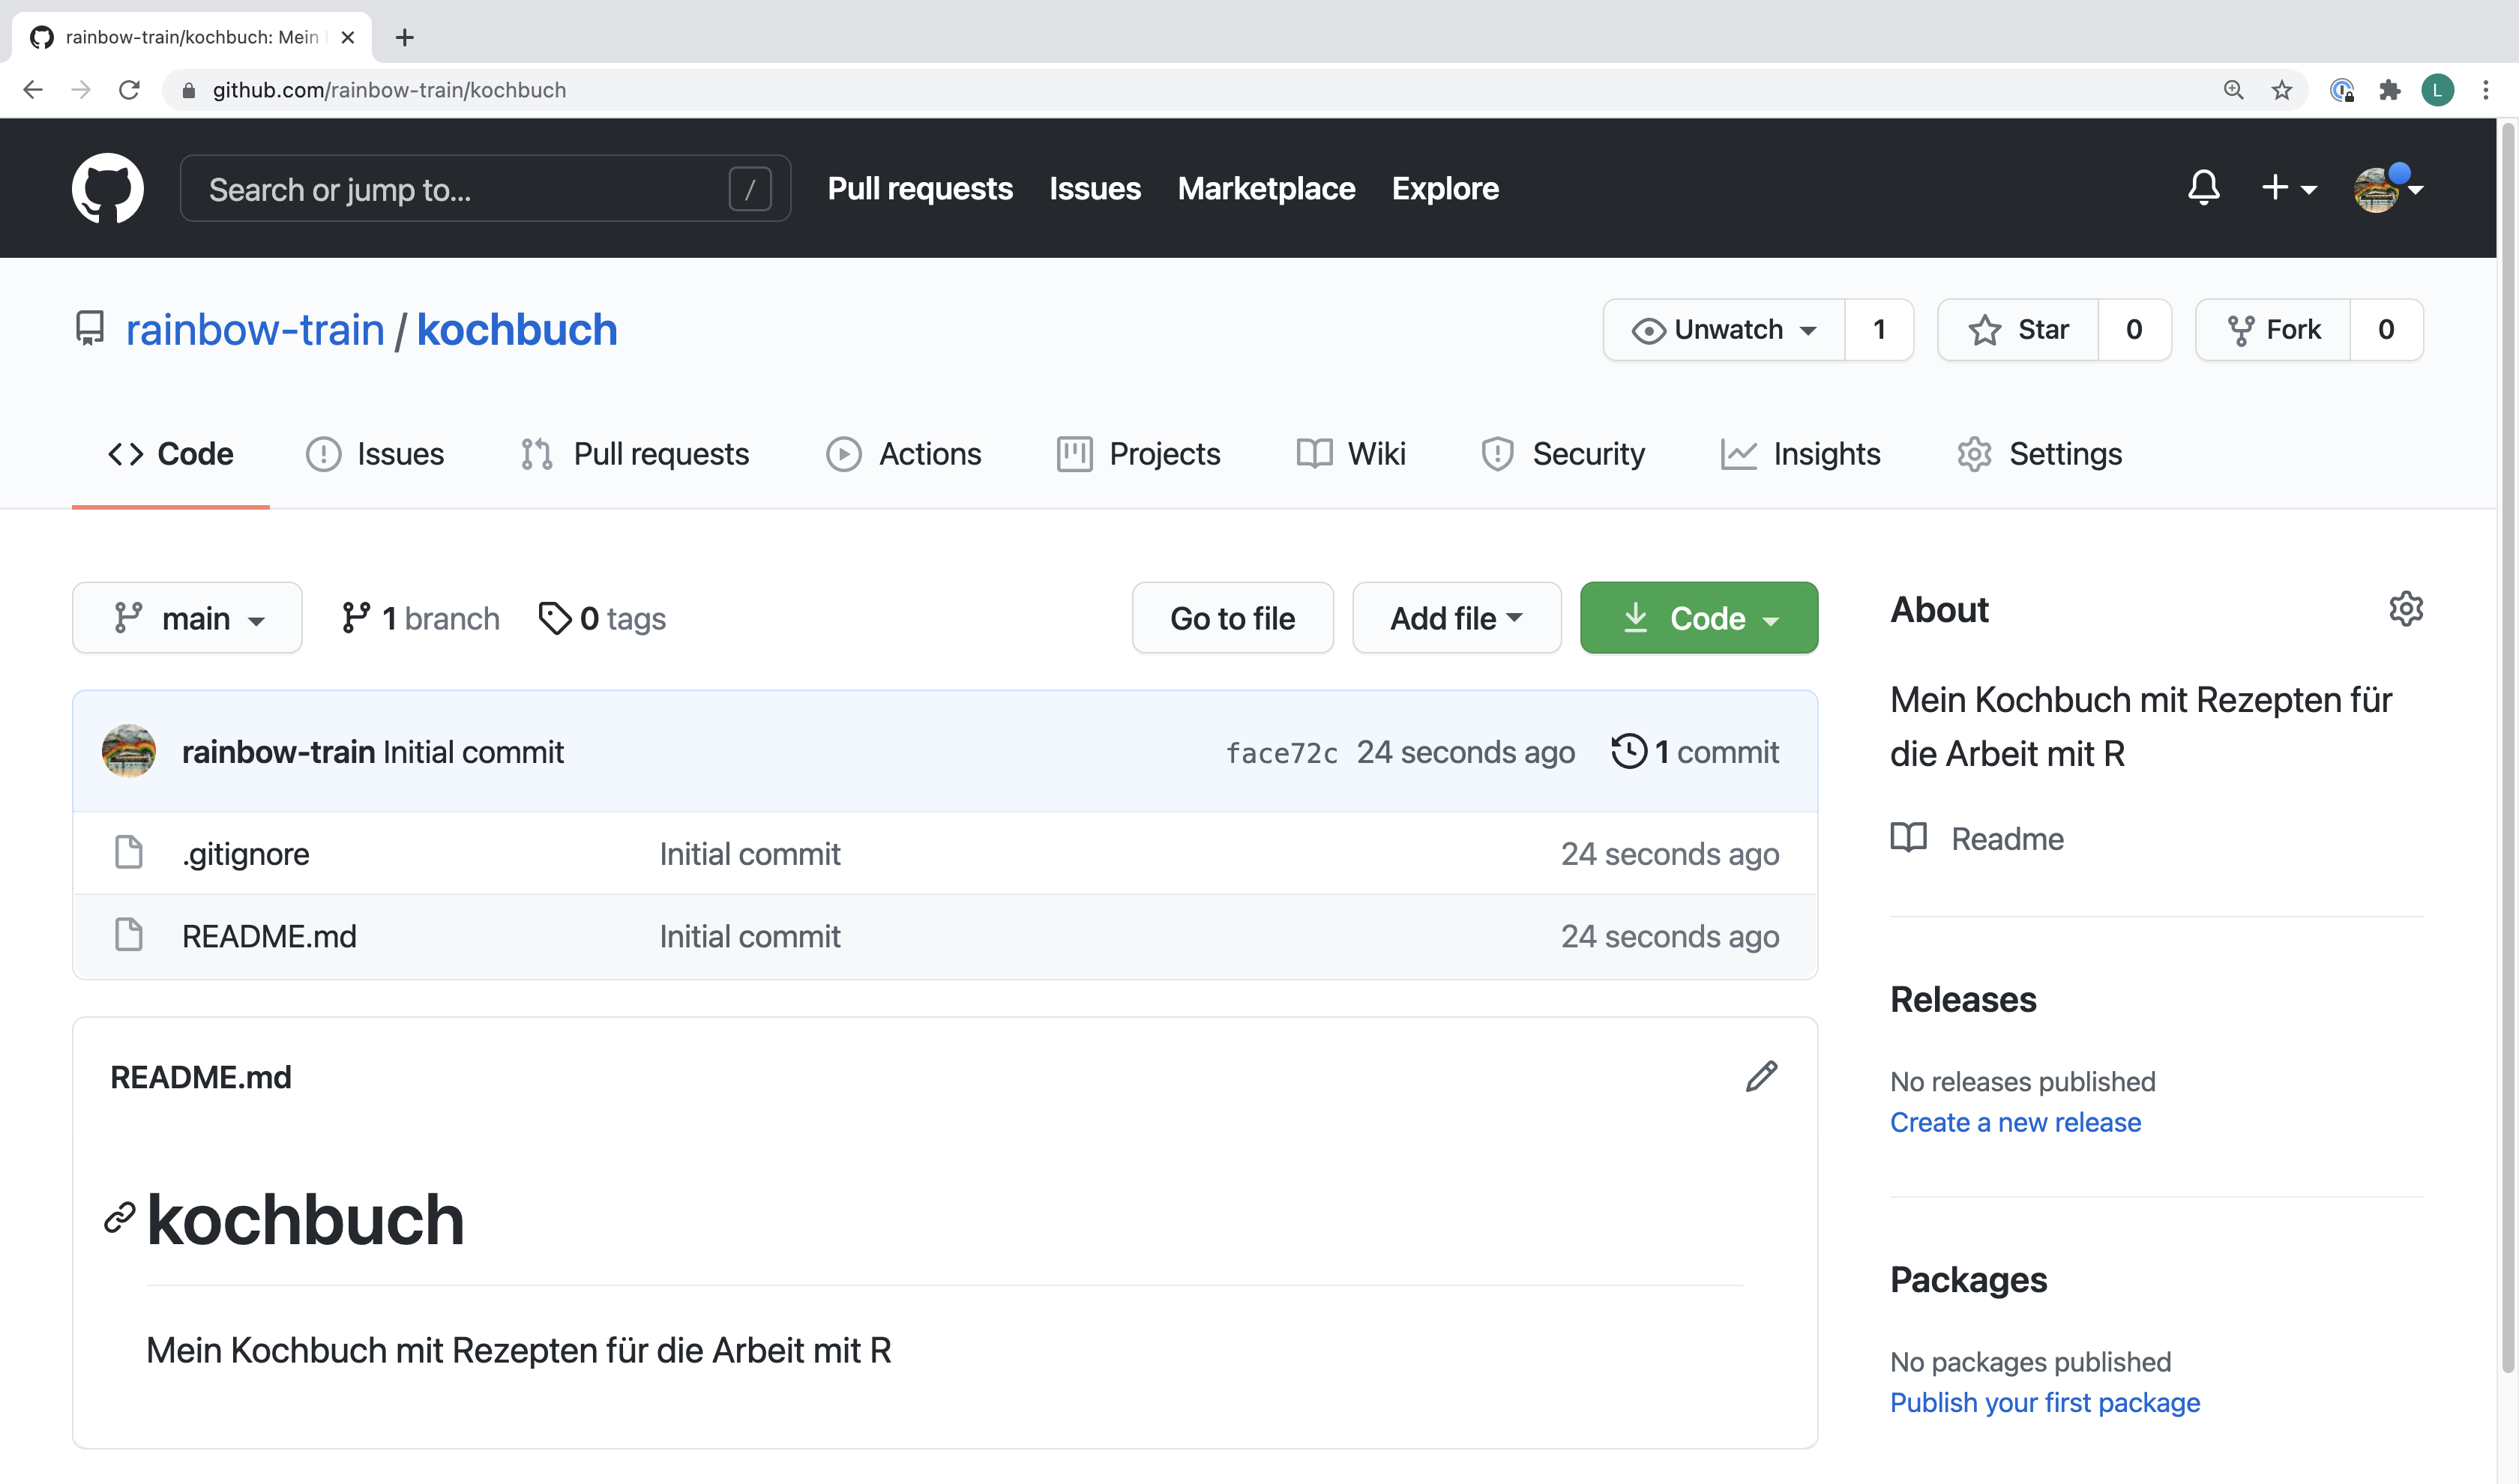 rainbow-train/kochbuch: Mein
github.com/rainbow-train/kochbuch
L
Search or jump to... /
Pull requests Issues Marketplace Explore
rainbow-train / kochbuch
Unwatch 1 Star 0 Fork 0
Code Issues Pull requests Actions Projects Wiki Security Insights Settings
main 1 branch 0 tags Go to file Add file Code
rainbow-train Initial commit face72c 24 seconds ago 1 commit
.gitignore Initial commit 24 seconds ago
README.md Initial commit 24 seconds ago
README.md
kochbuch
Mein Kochbuch mit Rezepten für die Arbeit mit R
About
Mein Kochbuch mit Rezepten für
die Arbeit mit R
Readme
Releases
No releases published
Create a new release
Packages
No packages published
Publish your first package